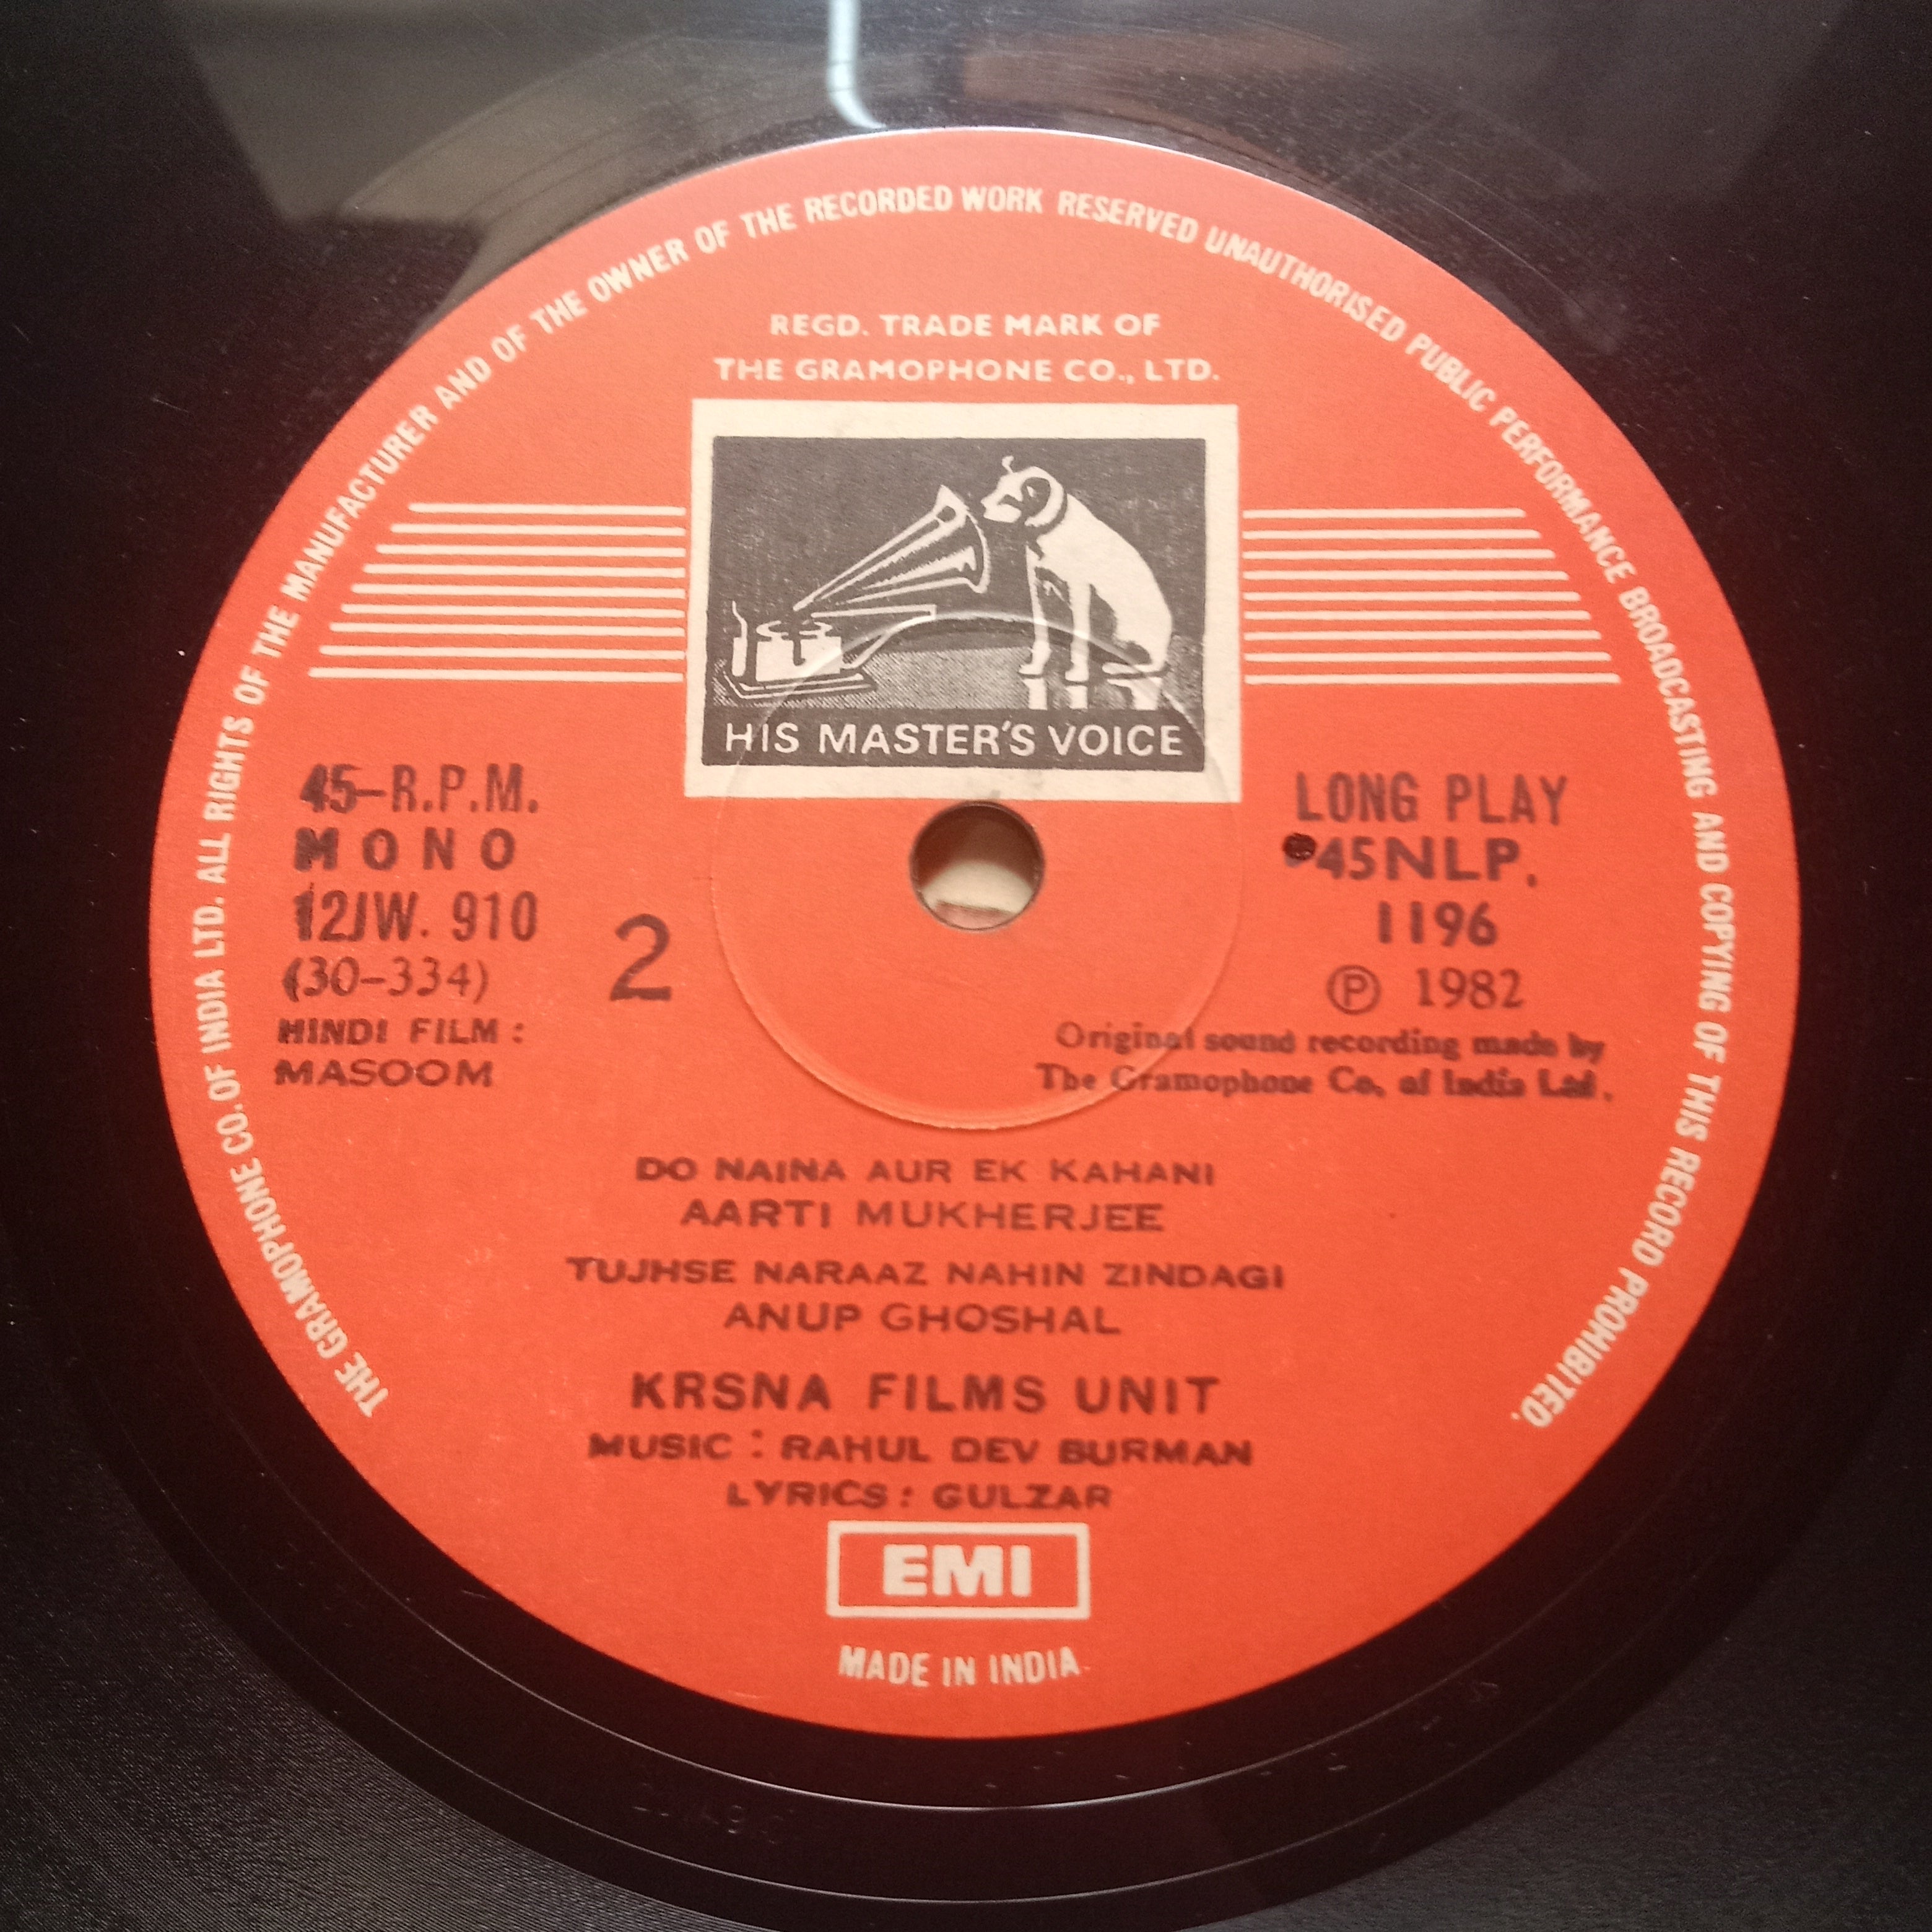 THE GRAMOPHONE CO. OF INDIA LTD. ALL RIGHTS OF THE MANUFACTURER AND OF THE OWNER OF THE RECORDED WORK RESERVED UNAUTHORISED PUBLIC PERFORMANCE BROADCASTING AND COPYING OF THIS RECORD PROHIBITED.
REGD. TRADE MARK OF
THE GRAMOPHONE CO., LTD.
HIS MASTER'S VOICE
45-R.P.M.
MONO
12JW. 910
(30-334)
HINDI FILM :
MASOOM
2
LONG PLAY
45NLP.
1196
Ⓟ 1982
Original sound recording made by
The Gramophone Co. of India Ltd.
DO NAINA AUR EK KAHANI
AARTI MUKHERJEE
TUJHSE NARAAZ NAHIN ZINDAGI
ANUP GHOSHAL
KRSNA FILMS UNIT
MUSIC : RAHUL DEV BURMAN
LYRICS : GULZAR
EMI
MADE IN INDIA